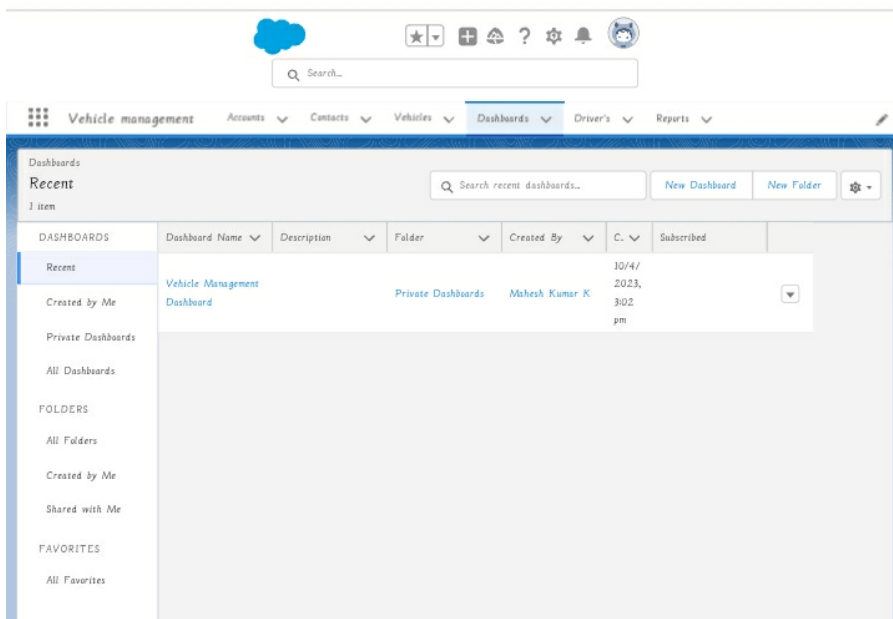 Search...
Vehicle management
Accounts
Contacts
Vehicles
Dashboards
Driver's
Reports
Dashboards
Recent
1 item
Search recent dashboards...
New Dashboard
New Folder
DASHBOARDS
Recent
Created by Me
Private Dashboards
All Dashboards
FOLDERS
All Folders
Created by Me
Shared with Me
FAVORITES
All Favorites
Dashboard Name
Description
Folder
Created By
C.
Subscribed
Vehicle Management
Dashboard
Private Dashboards
Mahesh Kumar K
10/4/
2023,
3:02
pm